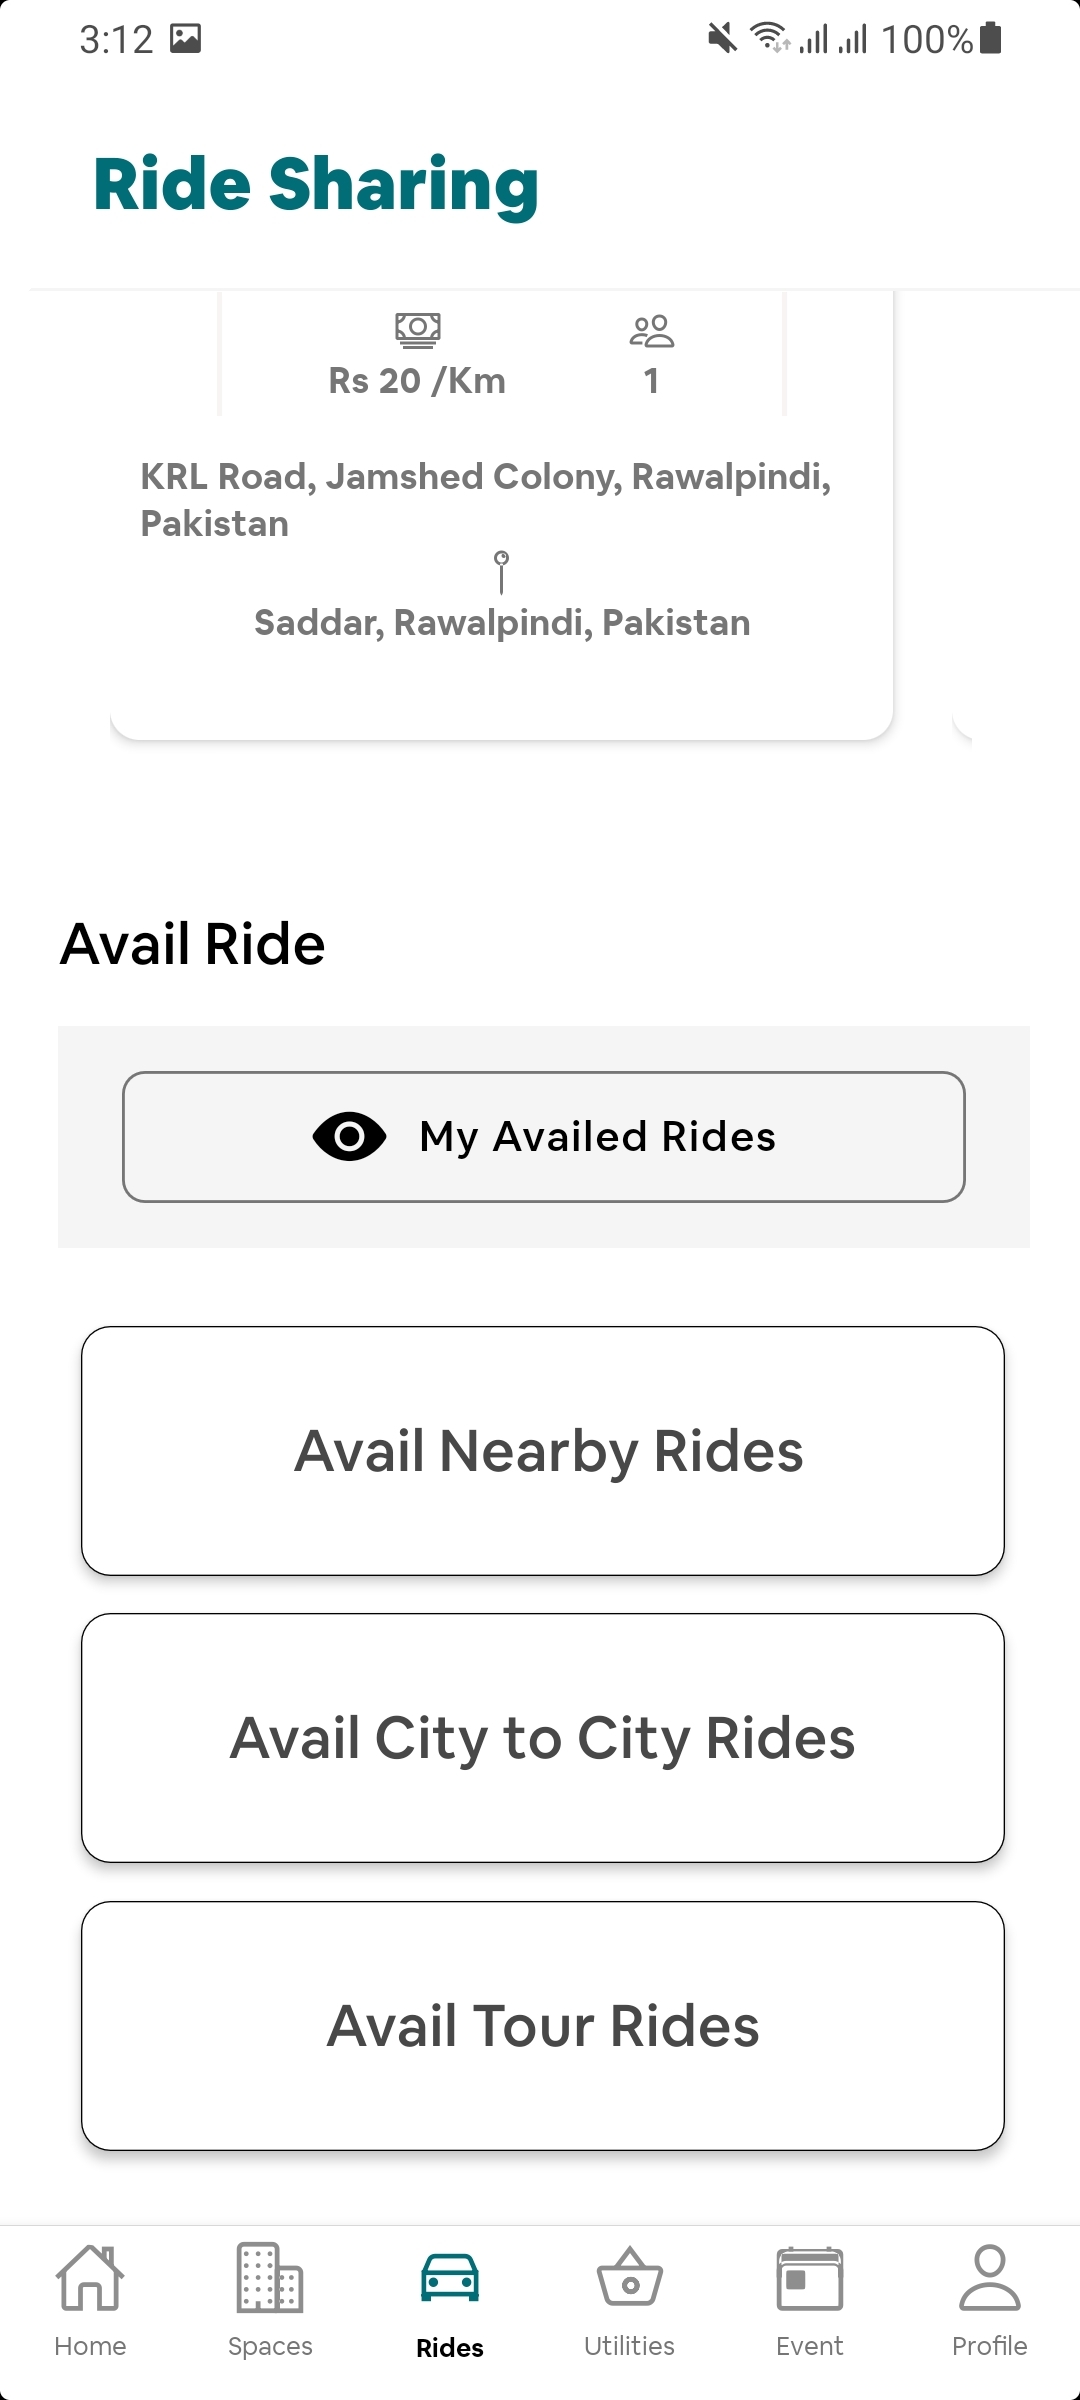 3:12
100%
Ride Sharing
Rs 20 /Km
1
KRL Road, Jamshed Colony, Rawalpindi,
Pakistan
Saddar, Rawalpindi, Pakistan
Avail Ride
My Availed Rides
Avail Nearby Rides
Avail City to City Rides
Avail Tour Rides
Home
Spaces
Rides
Utilities
Event
Profile